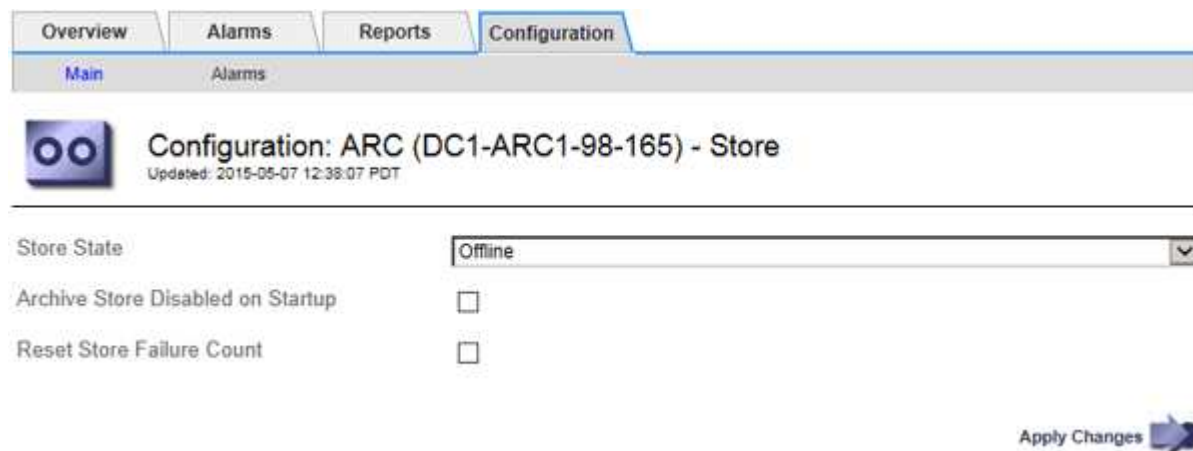 Overview Alarms Reports Configuration
Main Alarms
Configuration: ARC (DC1-ARC1-98-165) - Store
Updated: 2015-05-07 12:38:07 PDT
Store State Offline
Archive Store Disabled on Startup
Reset Store Failure Count
Apply Changes